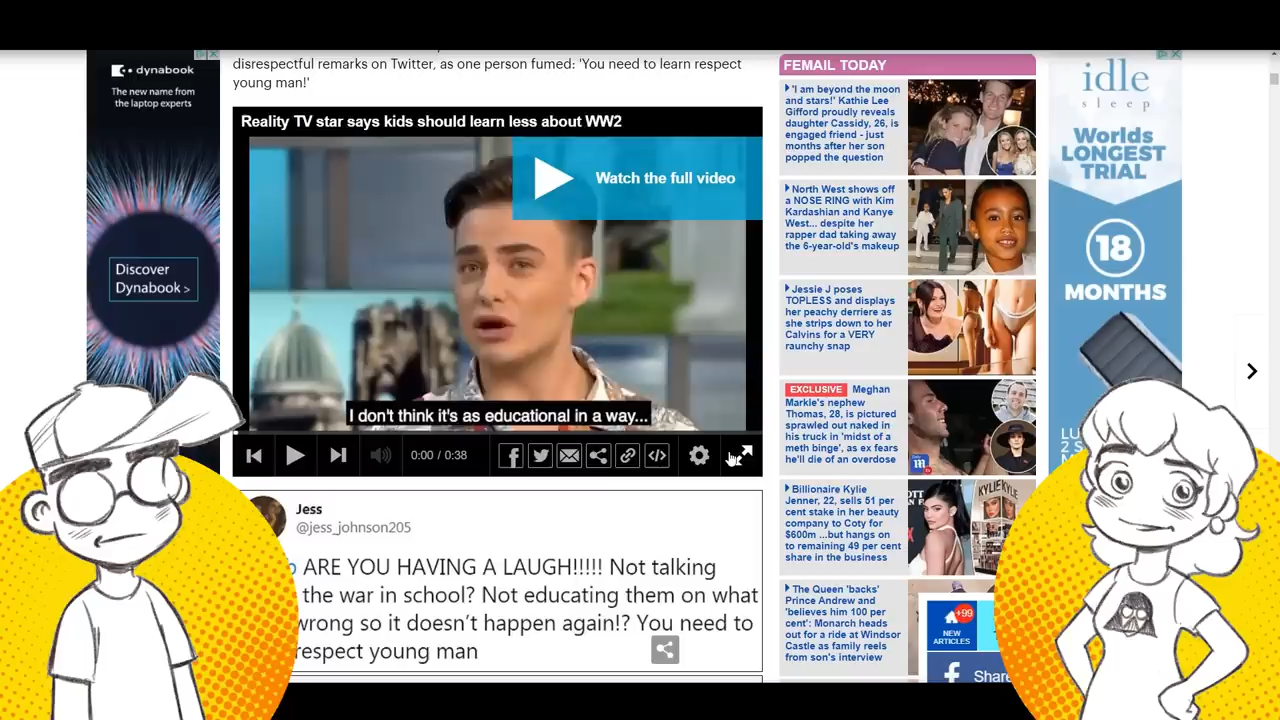 dynabook
The new name from
the laptop experts
Discover
Dynabook >
disrespectful remarks on Twitter, as one person fumed: 'You need to learn respect
young man!'
Reality TV star says kids should learn less about WW2
Watch the full video
I don't think it's as educational in a way...
0:00 / 0:38
Jess
@jess_johnson205
ARE YOU HAVING A LAUGH!!!!! Not talking
the war in school? Not educating them on what
wrong so it doesn't happen again!? You need to
respect young man
FEMAIL TODAY
'I am beyond the moon
and stars!' Kathie Lee
Gifford proudly reveals
daughter Cassidy, 26, is
engaged friend - just
months after her son
popped the question
North West shows off
a NOSE RING with Kim
Kardashian and Kanye
West... despite her
rapper dad taking away
the 6-year-old's makeup
Jessie J poses
TOPLESS and displays
her peachy derriere as
she strips down to her
Calvins for a VERY
raunchy snap
EXCLUSIVE Meghan
Markle's nephew
Thomas, 28, is pictured
sprawled out naked in
his truck in 'midst of a
meth binge', as ex fears
he'll die of an overdose
Billionaire Kylie
Jenner, 22, sells 51 per
cent stake in her beauty
company to Coty for
$600m ...but hangs on
to remaining 49 per cent
share in the business
KYLIE
The Queen 'backs'
Prince Andrew and
'believes him 100 per
cent': Monarch heads
out for a ride at Windsor
Castle as family reels
from son's interview
+99
NEW
ARTICLES
Share
idle
sleep
Worlds
LONGEST
TRIAL
18
MONTHS